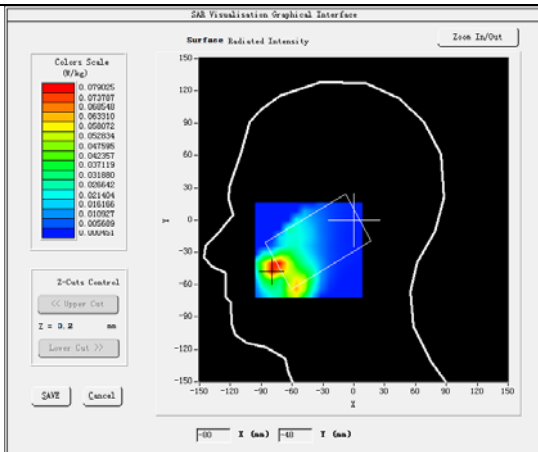 SAR Visualisation Graphical Interface
Surface Radiated Intensity
Zoom In/Out
Colors Scale
(W/kg)
0.079025
0.073787
0.068548
0.063310
0.058072
0.052834
0.047595
0.042357
0.037119
0.031880
0.026642
0.021404
0.016166
0.010927
0.005689
0.000451
Z-Cuts Control
<< Upper Cut
Z = 3.2 mm
Lower Cut >>
SAVE
Cancel
150
120
90
60
30
0
-30
-60
-90
-120
-150
Y
-150 -120 -90 -60 -30 0 30 60 90 120 150
X
-80 X (mm) -48 Y (mm)